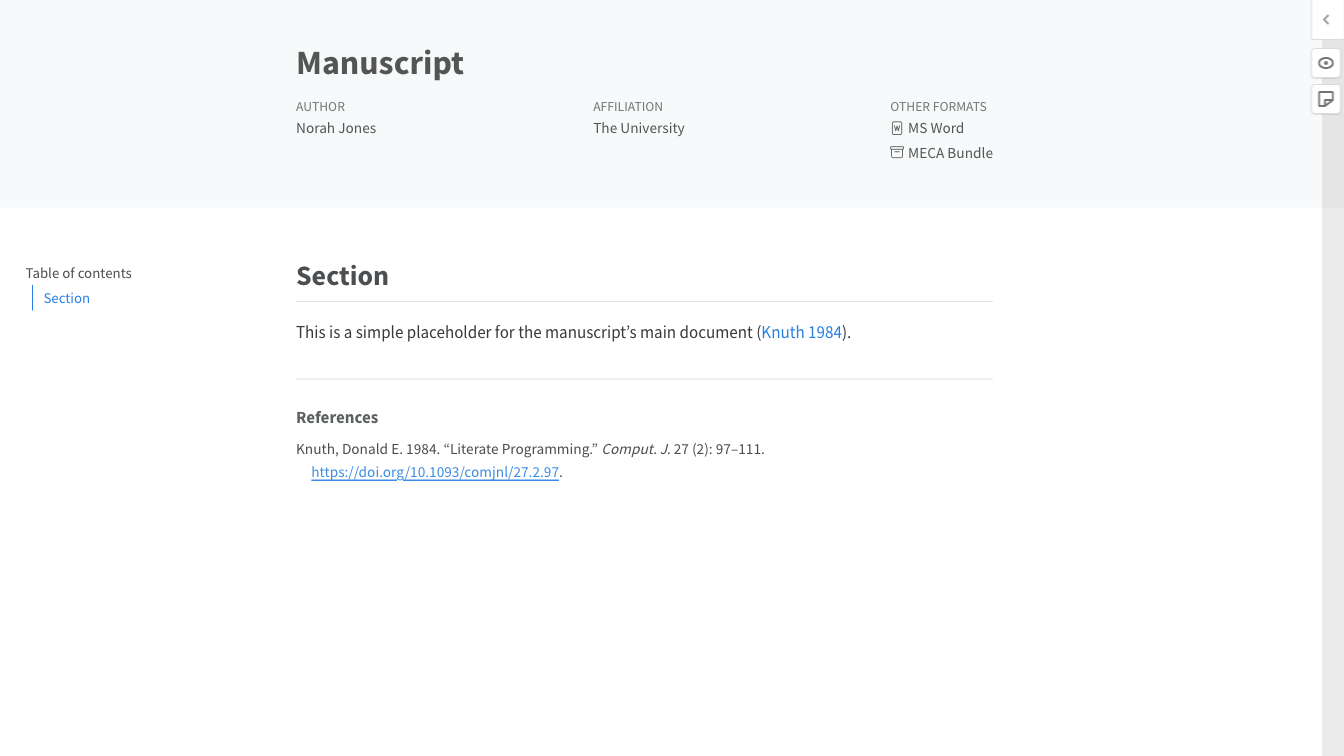 Manuscript
AUTHOR
Norah Jones
AFFILIATION
The University
OTHER FORMATS
MS Word
MECA Bundle
Table of contents
Section
Section
This is a simple placeholder for the manuscript’s main document (Knuth 1984).
References
Knuth, Donald E. 1984. “Literate Programming.” Comput. J. 27 (2): 97–111.
https://doi.org/10.1093/comjnl/27.2.97.